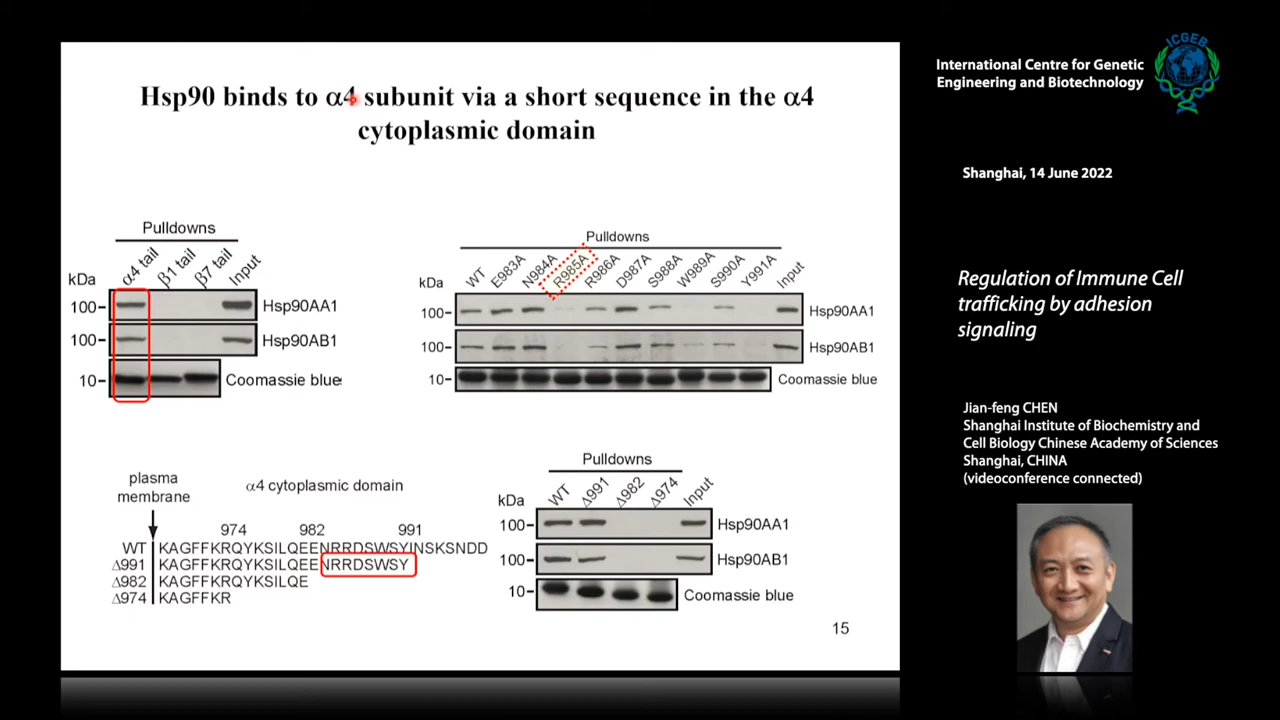 Hsp90 binds to α4 subunit via a short sequence in the α4
cytoplasmic domain
Pulldowns
α4 tail
β1 tail
β7 tail
Input
kDa
100
Hsp90AA1
100
Hsp90AB1
10
Coomassie blue
Pulldowns
WT
E983A
N984A
R985A
R986A
D987A
S988A
W989A
S990A
Y991A
Input
kDa
100
Hsp90AA1
100
Hsp90AB1
10
Coomassie blue
plasma
membrane
α4 cytoplasmic domain
974 982 991
WT KAGFFKRQYKSILQEENRRDSWSYINSKSNDD
Δ991 KAGFFKRQYKSILQEENRRDSWSY
Δ982 KAGFFKRQYKSILQE
Δ974 KAGFFKR
Pulldowns
WT
Δ991
Δ982
Δ974
Input
kDa
100
Hsp90AA1
100
Hsp90AB1
10
Coomassie blue
15
International Centre for Genetic
Engineering and Biotechnology
ICGEB
Shanghai, 14 June 2022
Regulation of Immune Cell
trafficking by adhesion
signaling
Jian-feng CHEN
Shanghai Institute of Biochemistry and
Cell Biology Chinese Academy of Sciences
Shanghai, CHINA
(videoconference connected)